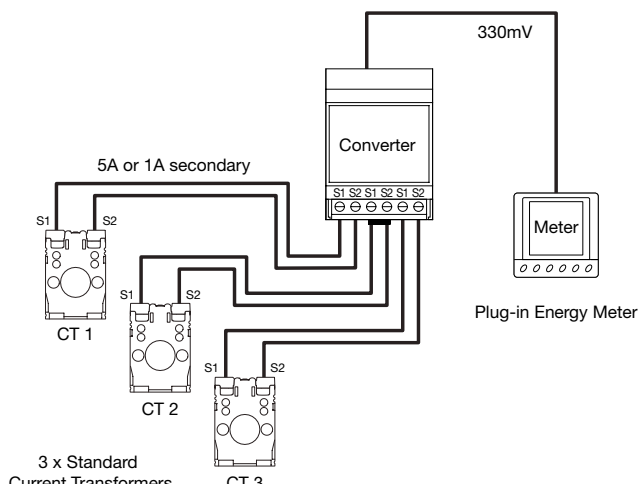 330mV
Converter
5A or 1A secondary
S1 S2 S1 S2 S1 S2
S1 S2
Meter
CT 1
S1 S2
Plug-in Energy Meter
CT 2
S1 S2
3 x Standard
Current Transformers
CT 3